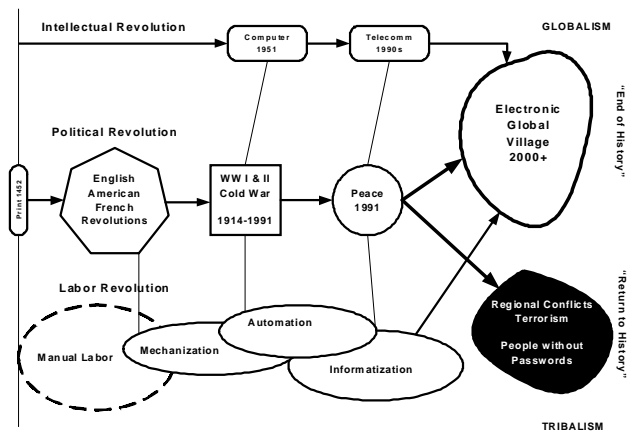 Intellectual Revolution
GLOBALISM
Computer
1951
Telecomm
1990s
Electronic
Global
Village
2000+
"End of History"
Political Revolution
Print 1452
English
American
French
Revolutions
WW I & II
Cold War
1914-1991
Peace
1991
Labor Revolution
Manual Labor
Mechanization
Automation
Informatization
Regional Conflicts
Terrorism
People without
Passwords
"Return to History"
TRIBALISM